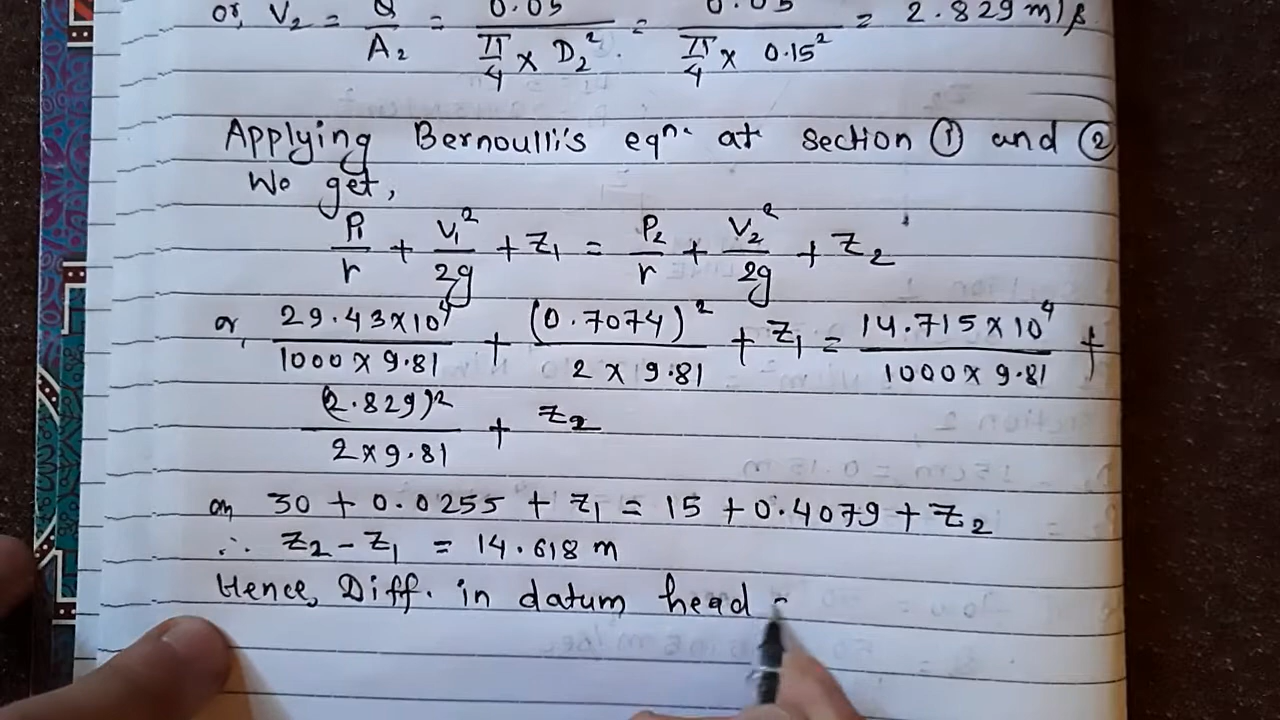 or, V₂ = Q/A₂ = 0.05/(π/4 × D₂²) = 0.05/(π/4 × 0.15²) = 2.829 m/s
Applying Bernoulli's eqⁿ. at section ① and ②
We get,
P₁/r + V₁²/2g + Z₁ = P₂/r + V₂²/2g + Z₂
or, 29.43×10⁴/1000×9.81 + (0.7074)²/2×9.81 + Z₁ = 14.715×10⁴/1000×9.81 +
(2.829)²/2×9.81 + Z₂
or, 30 + 0.0255 + Z₁ = 15 + 0.4079 + Z₂
∴ Z₂ - Z₁ = 14.618 m
Hence, Diff. in datum head